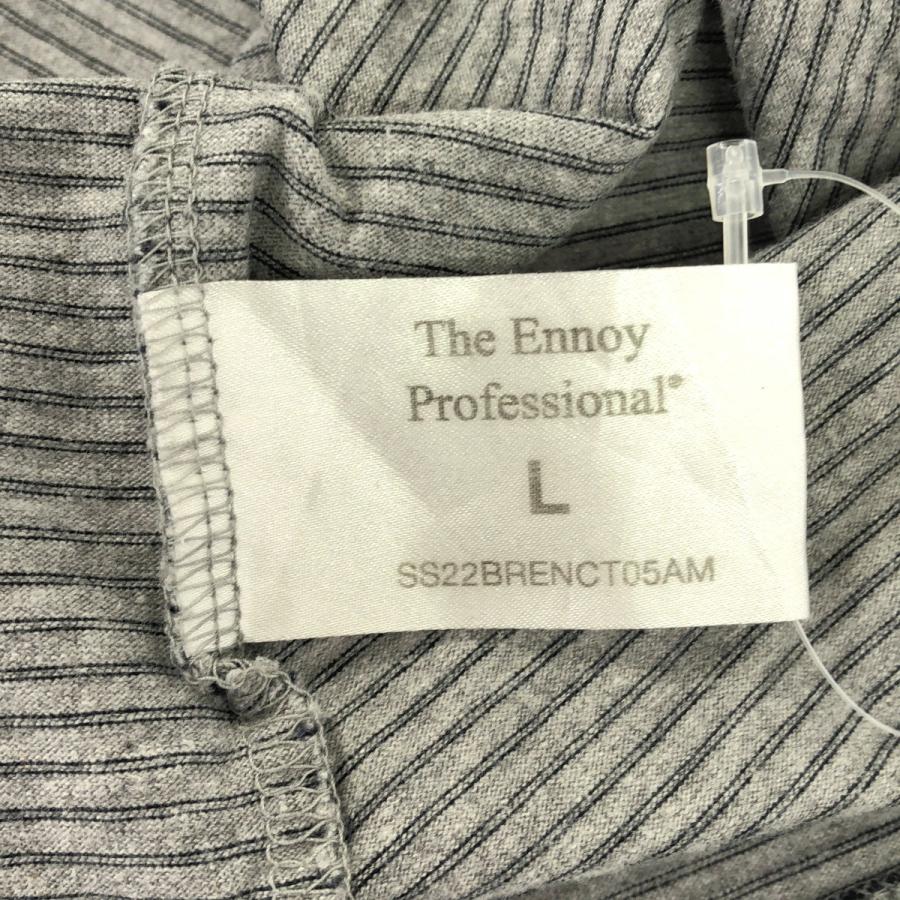 The Ennoy
Professional®
L
SS22BRENCT05AM